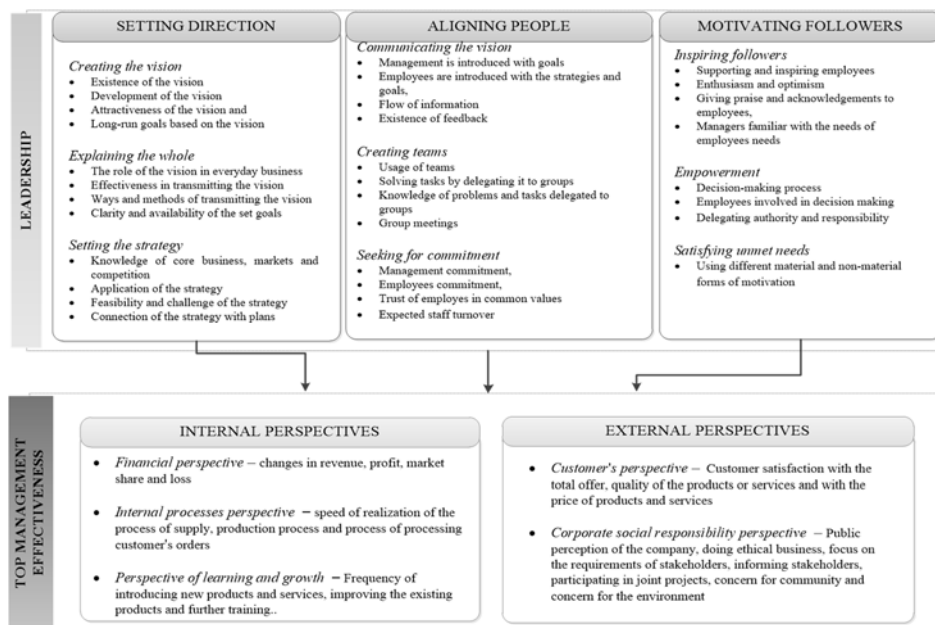 LEADERSHIP
SETTING DIRECTION
Creating the vision
• Existence of the vision
• Development of the vision
• Attractiveness of the vision and
• Long-run goals based on the vision
Explaining the whole
• The role of the vision in everyday business
• Effectiveness in transmitting the vision
• Ways and methods of transmitting the vision
• Clarity and availability of the set goals
Setting the strategy
• Knowledge of core business, markets and
competition
• Application of the strategy
• Feasibility and challenge of the strategy
• Connection of the strategy with plans
ALIGNING PEOPLE
Communicating the vision
• Management is introduced with goals
• Employees are introduced with the strategies and
goals,
• Flow of information
• Existence of feedback
Creating teams
• Usage of teams
• Solving tasks by delegating it to groups
• Knowledge of problems and tasks delegated to
groups
• Group meetings
Seeking for commitment
• Management commitment,
• Employees commitment,
• Trust of employes in common values
• Expected staff turnover
MOTIVATING FOLLOWERS
Inspiring followers
• Supporting and inspiring employees
• Enthusiasm and optimism
• Giving praise and acknowledgements to
employees,
• Managers familiar with the needs of
employees needs
Empowerment
• Decision-making process
• Employees involved in decision making
• Delegating authority and responsibility
Satisfying unmet needs
• Using different material and non-material
forms of motivation
TOP MANAGEMENT
EFFECTIVENESS
INTERNAL PERSPECTIVES
• Financial perspective – changes in revenue, profit, market
share and loss
• Internal processes perspective – speed of realization of the
process of supply, production process and process of processing
customer's orders
• Perspective of learning and growth – Frequency of
introducing new products and services, improving the existing
products and further training..
EXTERNAL PERSPECTIVES
• Customer's perspective – Customer satisfaction with the
total offer, quality of the products or services and with the
price of products and services
• Corporate social responsibility perspective – Public
perception of the company, doing ethical business, focus on
the requirements of stakeholders, informing stakeholders,
participating in joint projects, concern for community and
concern for the environment